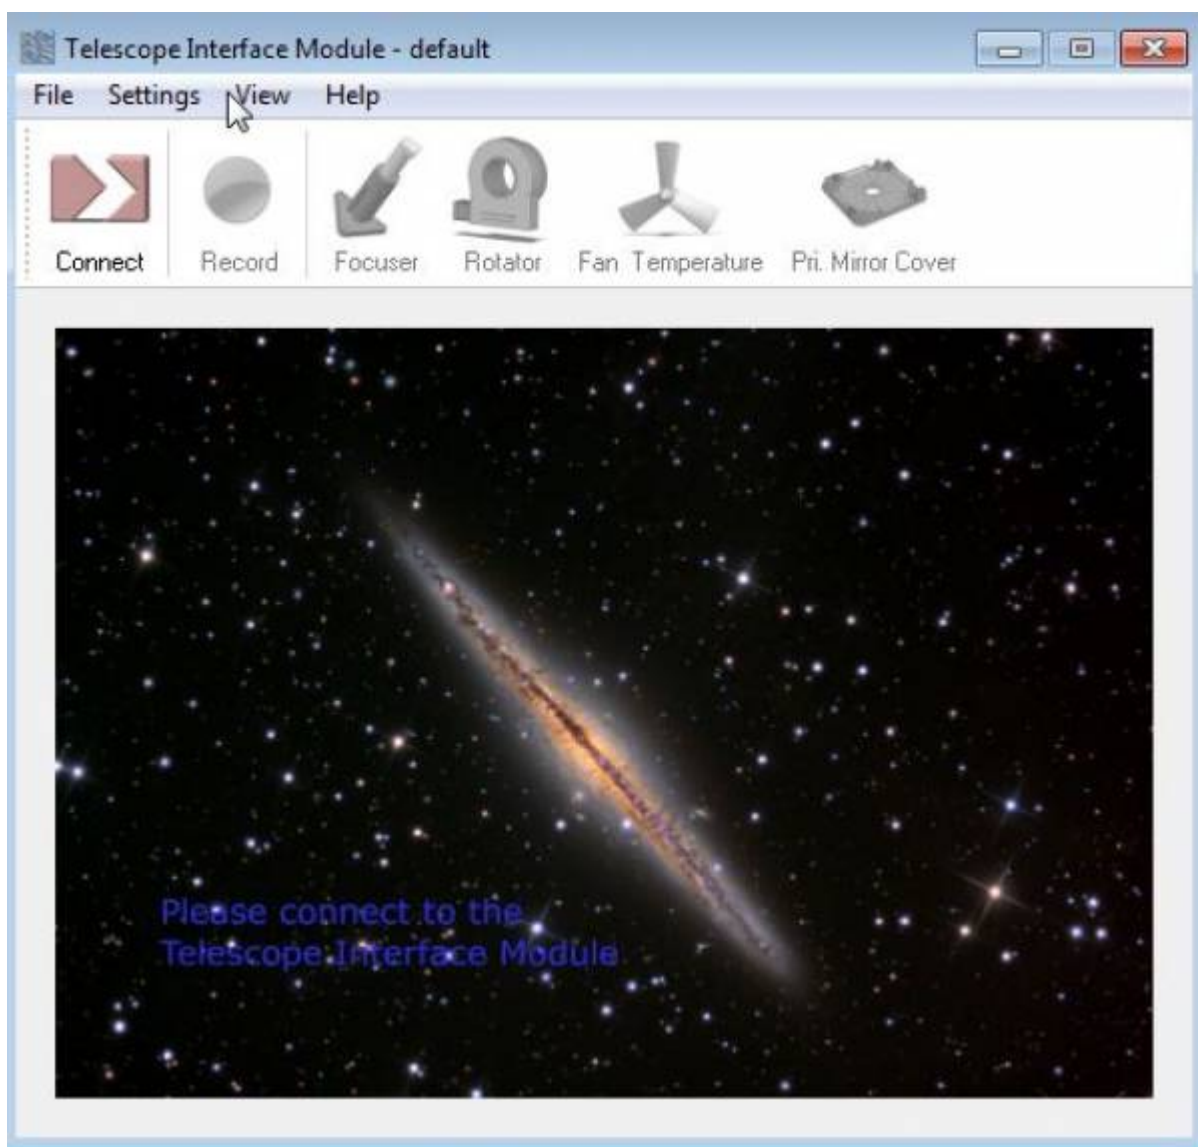 Telescope Interface Module - default
File Settings View Help
Connect Record Focuser Rotator Fan Temperature Pri. Mirror Cover
Please connect to the
Telescope Interface Module